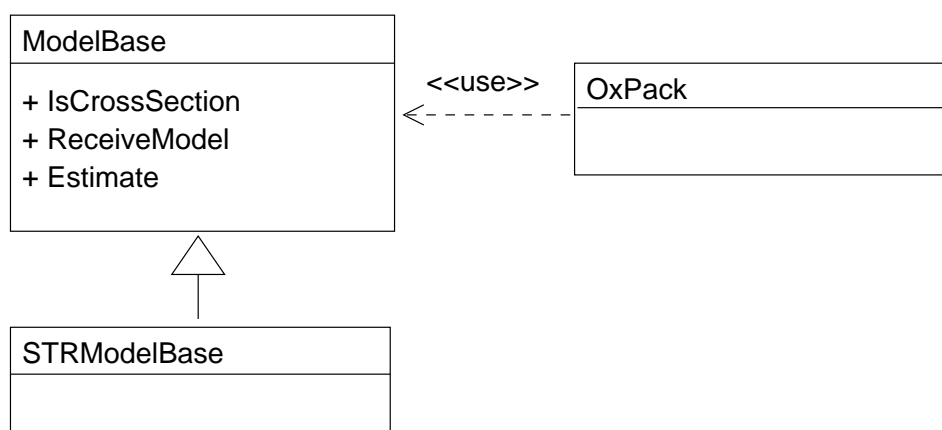 ModelBase
+ IsCrossSection
+ ReceiveModel
+ Estimate
<<use>>
OxPack
STRModelBase